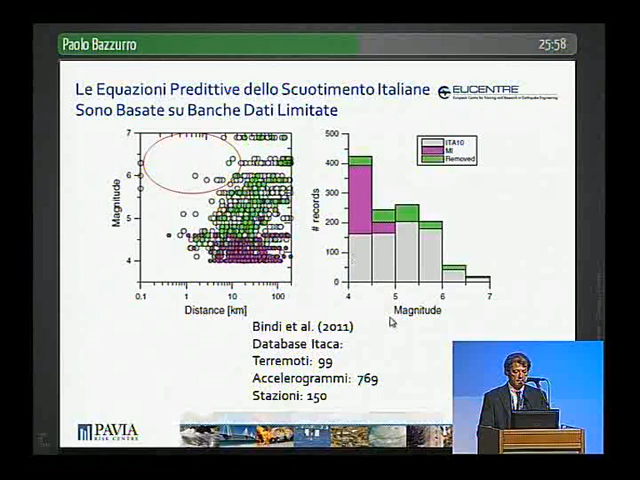 Paolo Bazzurro
25:58
Le Equazioni Predittive dello Scuotimento Italiane
Sono Basate su Banche Dati Limitate
EUCENTRE
7
6
5
4
Magnitude
0.1
1
10
100
Distance [km]
500
400
300
200
100
0
# records
ITA10
Ml
Removed
4
5
6
7
Magnitude
Bindi et al. (2011)
Database Itaca:
Terremoti: 99
Accelerogrammi: 769
Stazioni: 150
PAVIA
RISK CENTRE